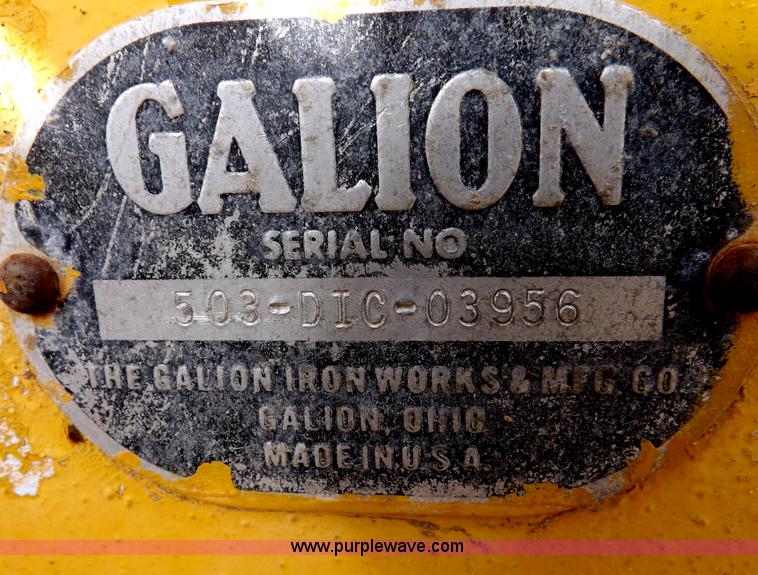 GALION
SERIAL NO.
503-DIC-03956
THE GALION IRON WORKS & MFG. CO.
GALION, OHIO
MADE IN U.S.A.
www.purplewave.com